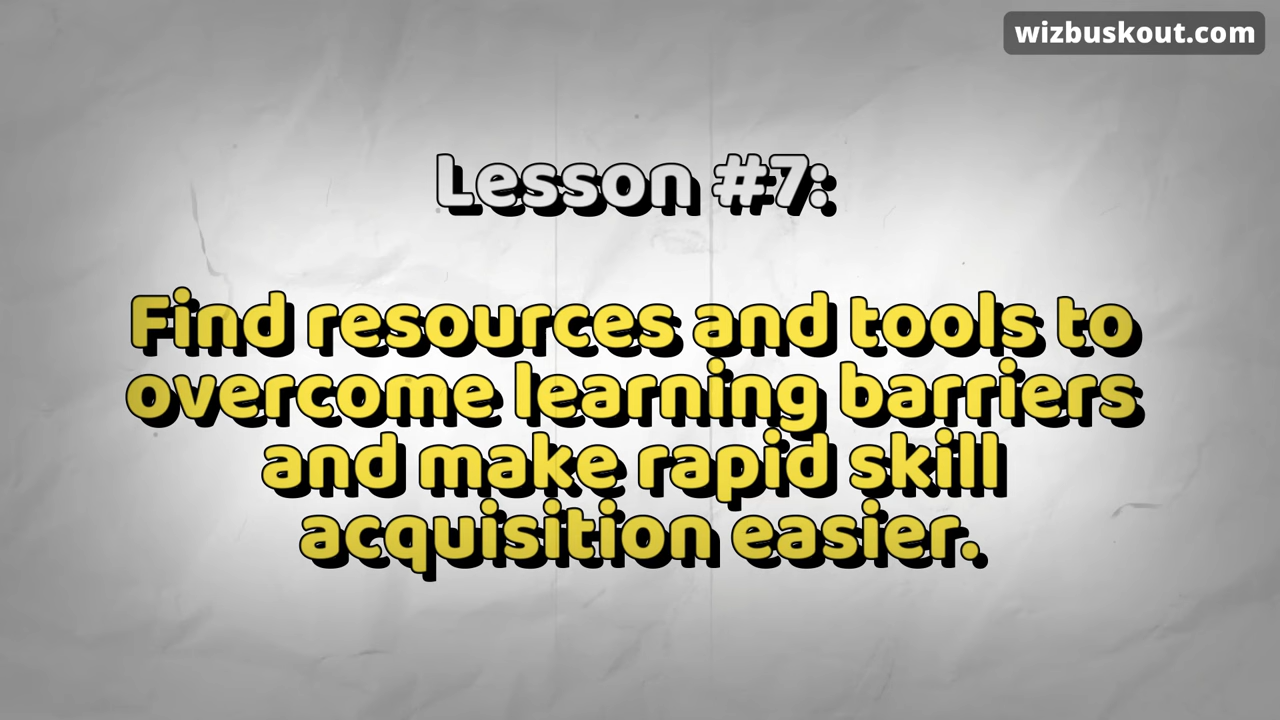 wizbuskout.com
Lesson #7:
Find resources and tools to
overcome learning barriers
and make rapid skill
acquisition easier.